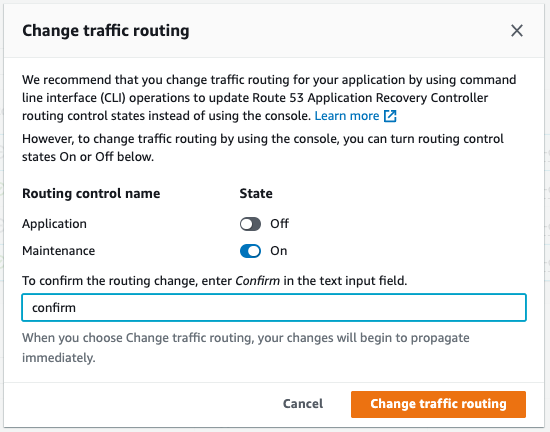 Change traffic routing
We recommend that you change traffic routing for your application by using command
line interface (CLI) operations to update Route 53 Application Recovery Controller
routing control states instead of using the console. Learn more
However, to change traffic routing by using the console, you can turn routing control
states On or Off below.
Routing control name State
Application Off
Maintenance On
To confirm the routing change, enter Confirm in the text input field.
confirm
When you choose Change traffic routing, your changes will begin to propagate
immediately.
Cancel Change traffic routing